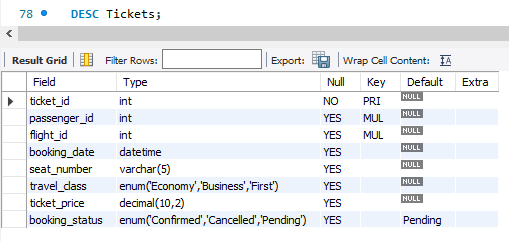 78 DESC Tickets;
Result Grid Filter Rows: Export: Wrap Cell Content:
Field Type Null Key Default Extra
ticket_id int NO PRI NULL
passenger_id int YES MUL NULL
flight_id int YES MUL NULL
booking_date datetime YES NULL
seat_number varchar(5) YES NULL
travel_class enum('Economy','Business','First') YES NULL
ticket_price decimal(10,2) YES NULL
booking_status enum('Confirmed','Cancelled','Pending') YES Pending